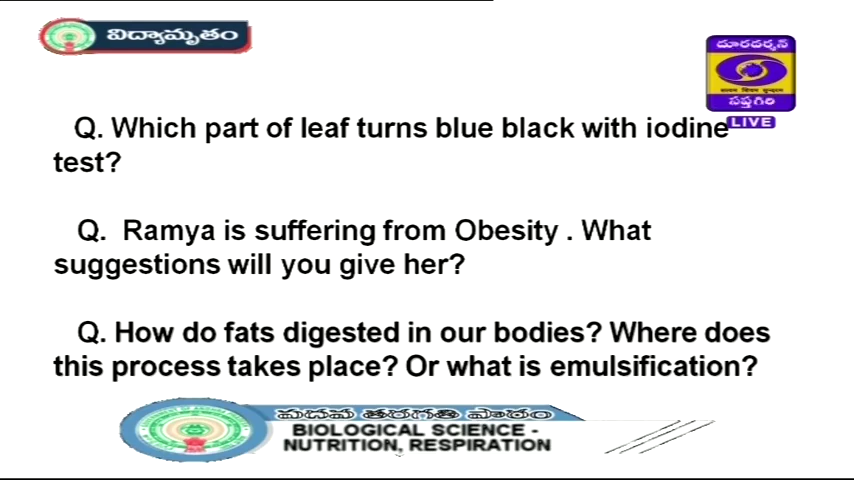 విద్యామృతం
దూరదర్శన్
సప్తగిరి
LIVE
Q. Which part of leaf turns blue black with iodine
test?
Q. Ramya is suffering from Obesity . What
suggestions will you give her?
Q. How do fats digested in our bodies? Where does
this process takes place? Or what is emulsification?
పదవ తరగతి పాఠం
BIOLOGICAL SCIENCE -
NUTRITION, RESPIRATION